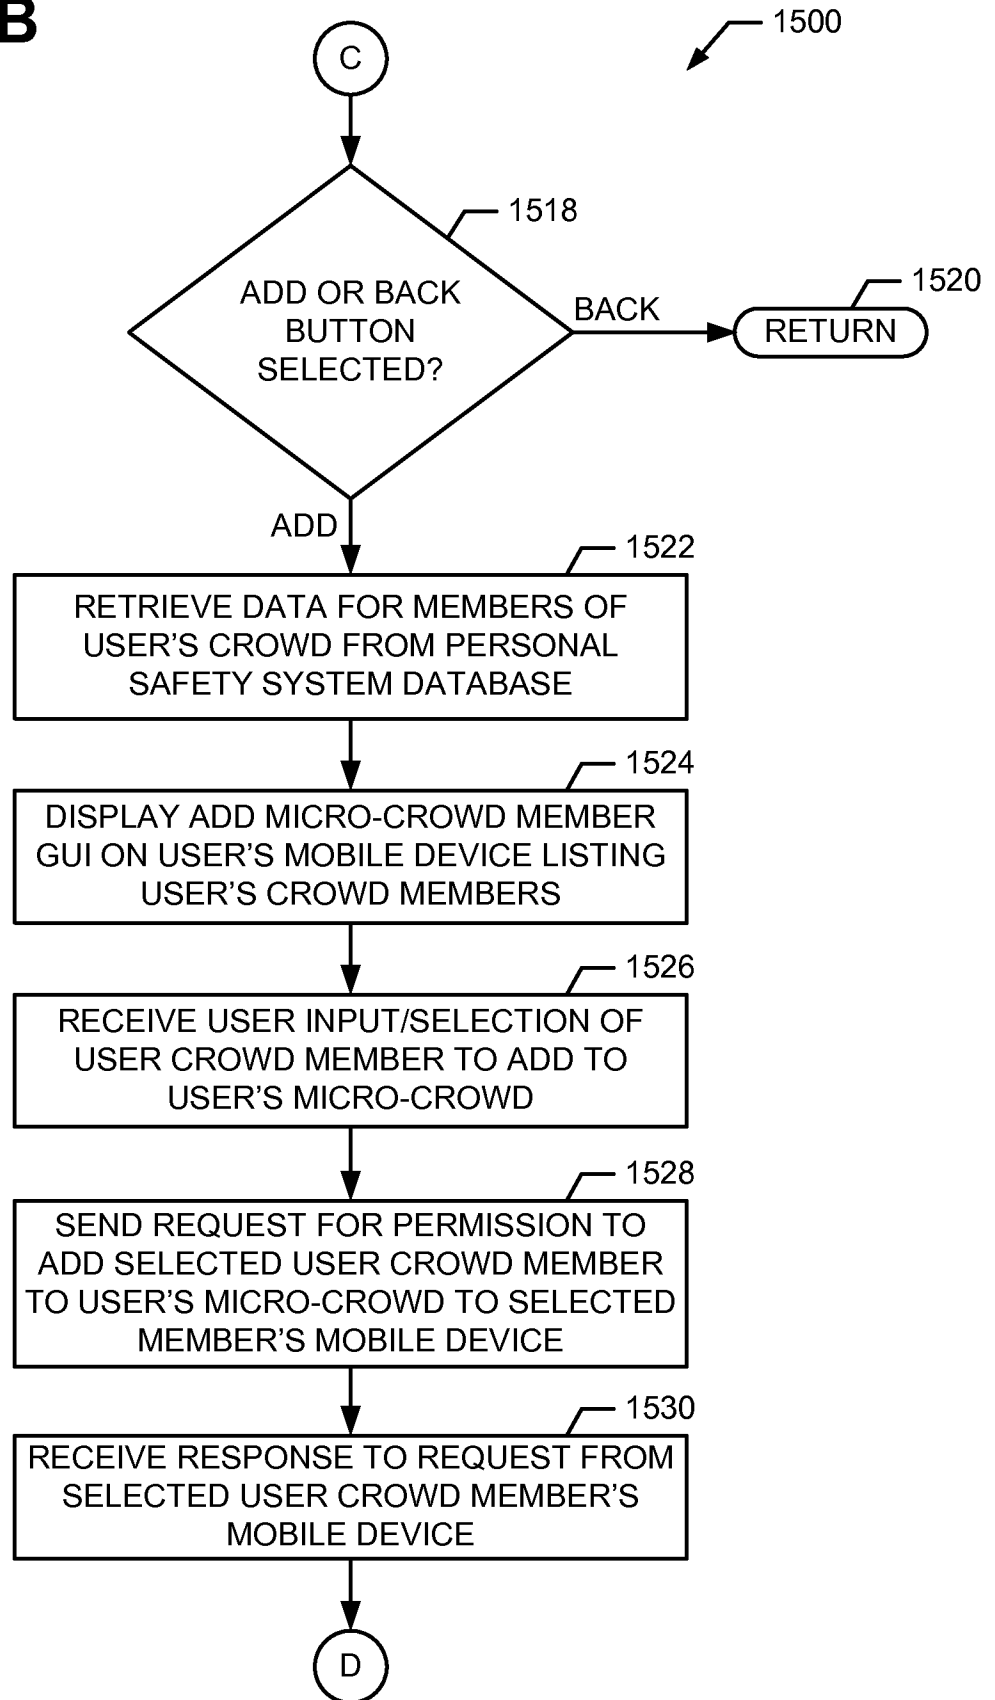 B
1500
C
1518
ADD OR BACK
BUTTON
SELECTED?
BACK
1520
RETURN
ADD
1522
RETRIEVE DATA FOR MEMBERS OF
USER'S CROWD FROM PERSONAL
SAFETY SYSTEM DATABASE
1524
DISPLAY ADD MICRO-CROWD MEMBER
GUI ON USER'S MOBILE DEVICE LISTING
USER'S CROWD MEMBERS
1526
RECEIVE USER INPUT/SELECTION OF
USER CROWD MEMBER TO ADD TO
USER'S MICRO-CROWD
1528
SEND REQUEST FOR PERMISSION TO
ADD SELECTED USER CROWD MEMBER
TO USER'S MICRO-CROWD TO SELECTED
MEMBER'S MOBILE DEVICE
1530
RECEIVE RESPONSE TO REQUEST FROM
SELECTED USER CROWD MEMBER'S
MOBILE DEVICE
D